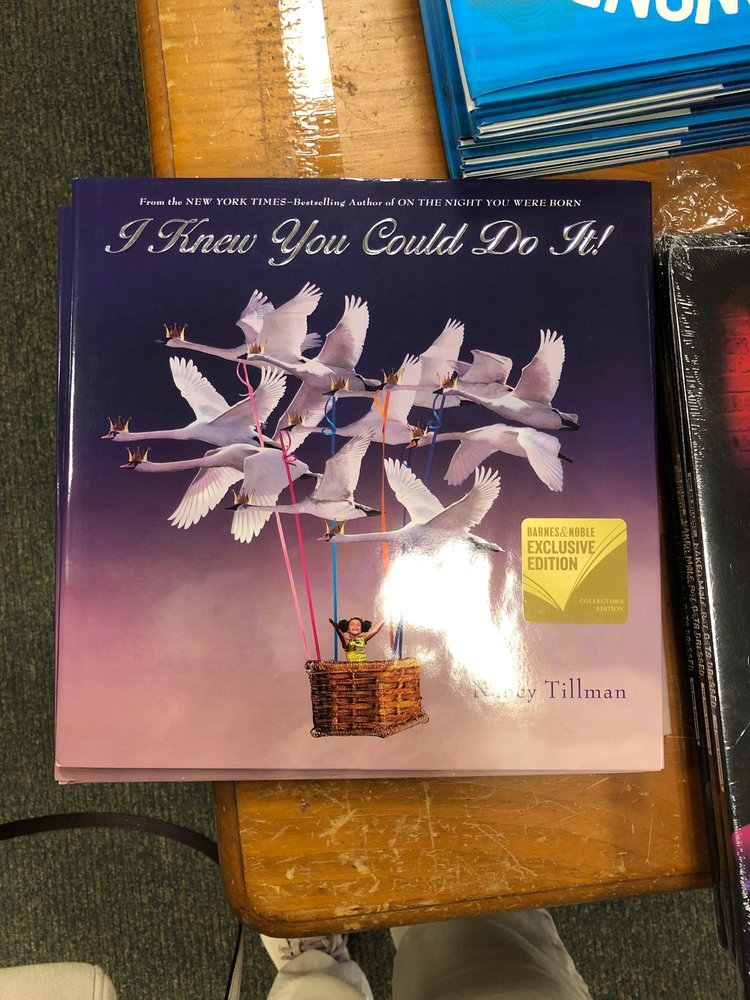 From the NEW YORK TIMES–Bestselling Author of ON THE NIGHT YOU WERE BORN
I Knew You Could Do It!
BARNES&NOBLE
EXCLUSIVE
EDITION
COLLECTOR'S
EDITION
Nancy Tillman